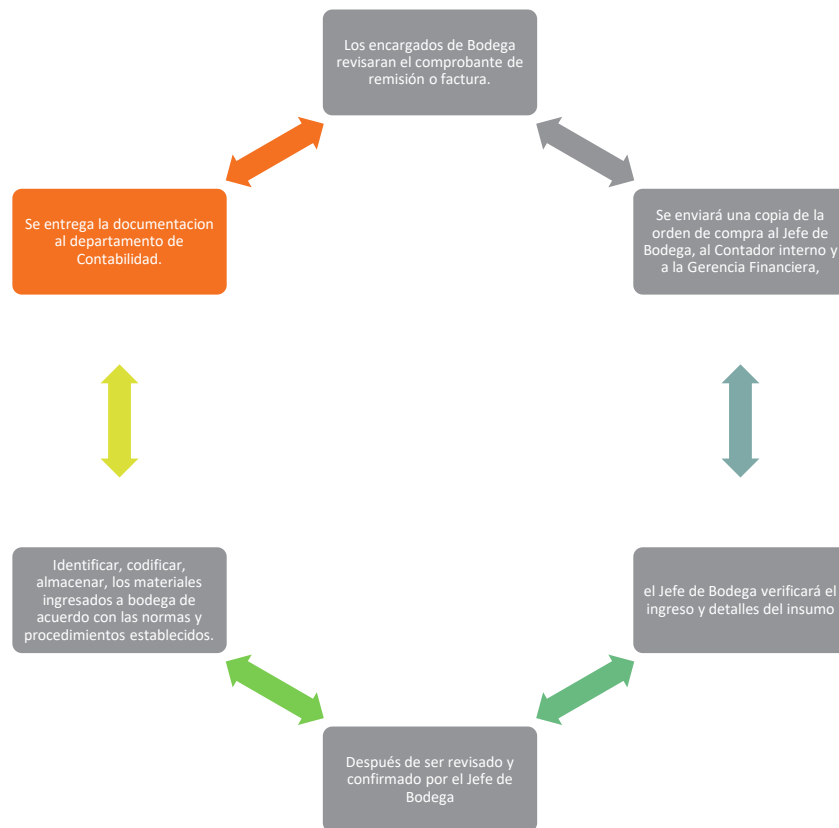 Los encargados de Bodega
revisaran el comprobante de
remisión o factura.
Se enviará una copia de la
orden de compra al Jefe de
Bodega, al Contador interno y
a la Gerencia Financiera,
el Jefe de Bodega verificará el
ingreso y detalles del insumo
Después de ser revisado y
confirmado por el Jefe de
Bodega
Identificar, codificar,
almacenar, los materiales
ingresados a bodega de
acuerdo con las normas y
procedimientos establecidos.
Se entrega la documentacion
al departamento de
Contabilidad.